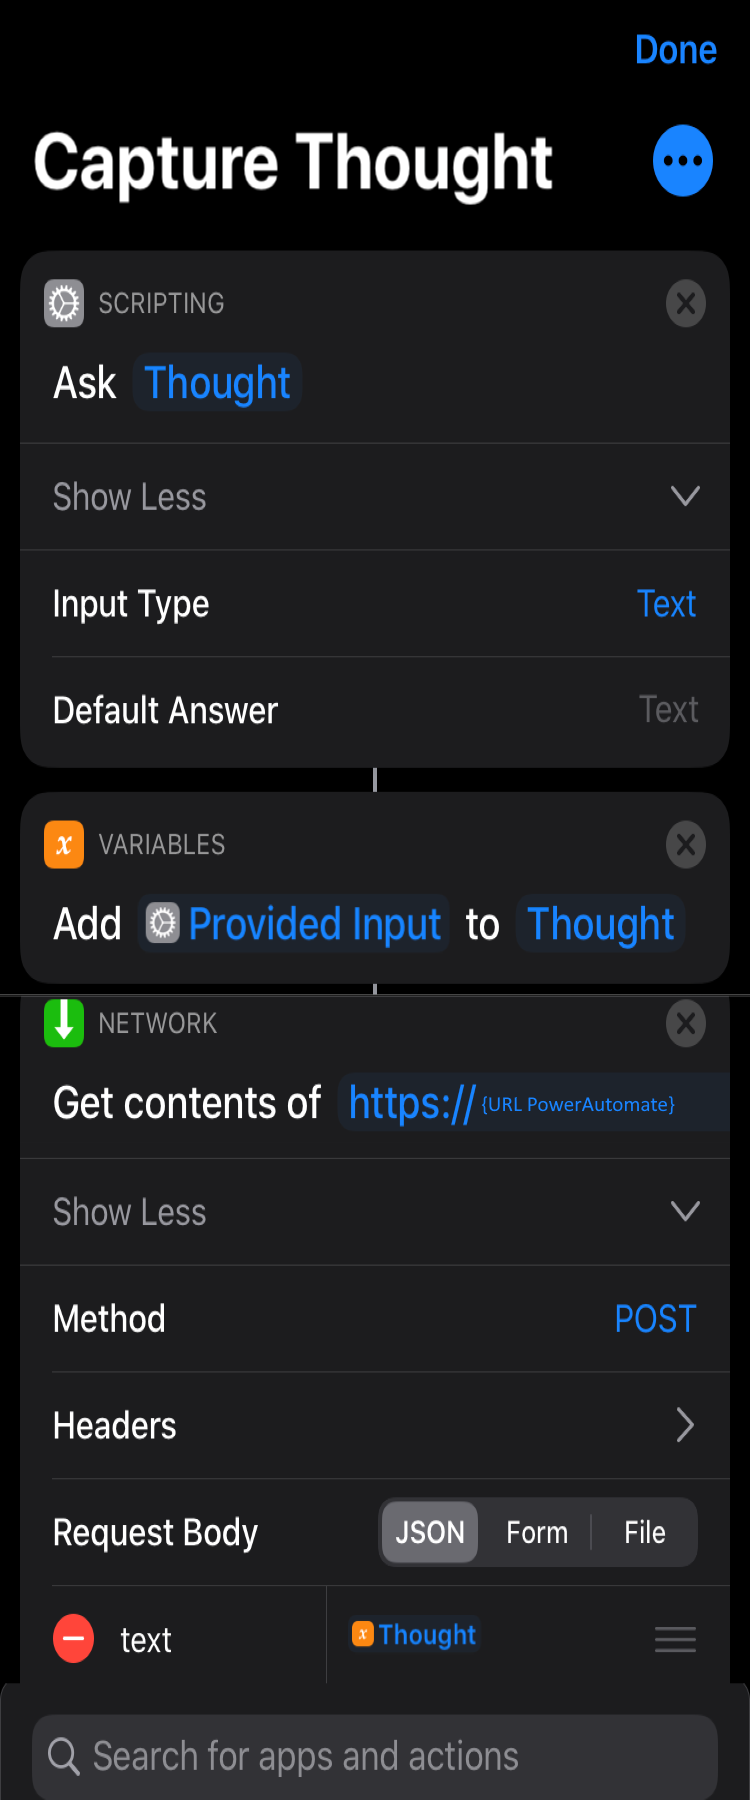 Done
Capture Thought
SCRIPTING
Ask Thought
Show Less
Input Type Text
Default Answer Text
VARIABLES
Add Provided Input to Thought
NETWORK
Get contents of https:// {URL PowerAutomate}
Show Less
Method POST
Headers
Request Body JSON Form File
text Thought
Search for apps and actions